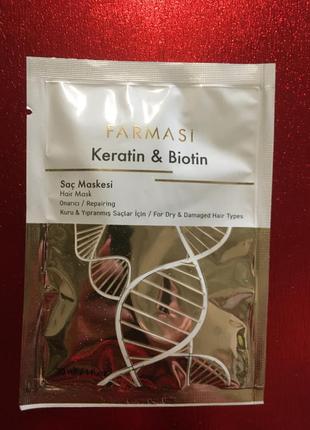 FARMASİ
Keratin & Biotin
Saç Maskesi
Hair Mask
Onarıcı / Repairing
Kuru & Yıpranmış Saçlar İçin / For Dry & Damaged Hair Types